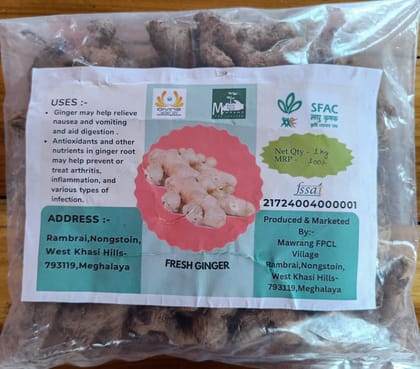 USES :-
Ginger may help relieve
nausea and vomiting
and aid digestion .
Antioxidants and other
nutrients in ginger root
may help prevent or
treat arthritis,
inflammation, and
various types of
infection.
SFAC
लघु कृषक
कृषि व्यापार संघ
Net.Qty - 1kg
MRP -
fssai
21724004000001
FRESH GINGER
ADDRESS :-
Rambrai,Nongstoin,
West Khasi Hills-
793119,Meghalaya
Produced & Marketed
By:-
Mawrang FPCL
Village
Rambrai,Nongstoin,
West Khasi Hills-
793119,Meghalaya